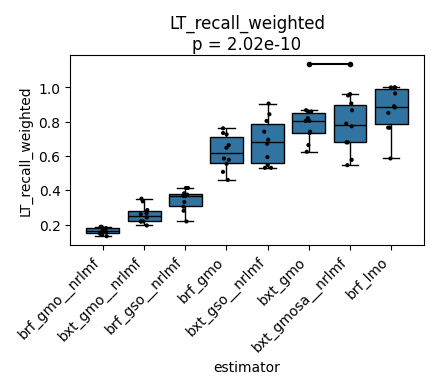 LT_recall_weighted
p = 2.02e-10
LT_recall_weighted
1.0
0.8
0.6
0.4
0.2
brf_gmo__nrlmf
bxt_gmo__nrlmf
brf_gso__nrlmf
brf_gmo
bxt_gso__nrlmf
bxt_gmo
bxt_gmosa__nrlmf
brf_lmo
estimator